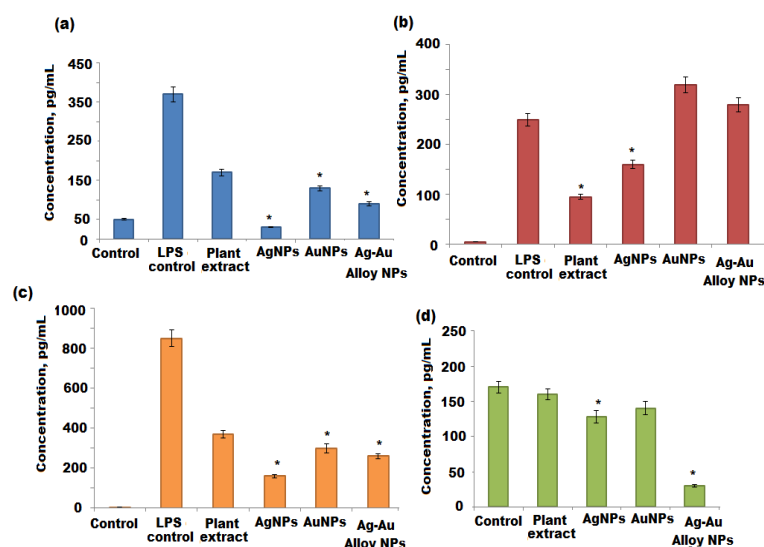 (a)
Concentration, pg/mL
450
350
250
150
50
0
* * *
Control LPS control Plant extract AgNPs AuNPs Ag-Au Alloy NPs
(b)
Concentration, pg/mL
400
300
200
100
0
* *
Control LPS control Plant extract AgNPs AuNPs Ag-Au Alloy NPs
(c)
Concentration, pg/mL
1000
800
600
400
200
0
* * *
Control LPS control Plant extract AgNPs AuNPs Ag-Au Alloy NPs
(d)
Concentration, pg/mL
250
200
150
100
50
0
* *
Control Plant extract AgNPs AuNPs Ag-Au Alloy NPs